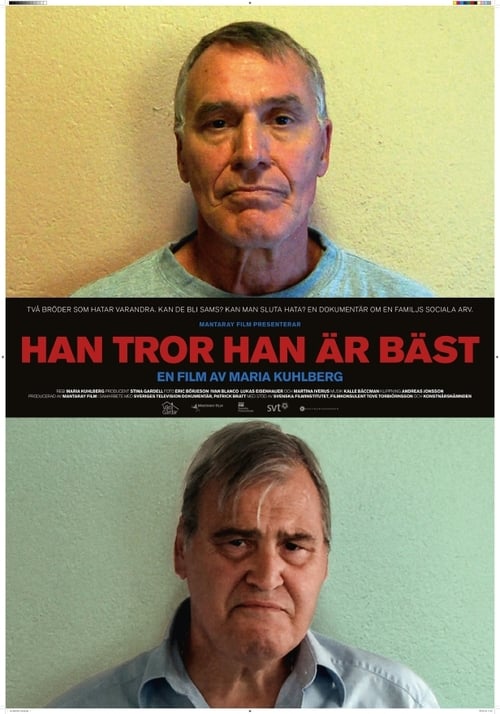 TVÅ BRÖDER SOM HATAR VARANDRA. KAN DE BLI SAMS? KAN MAN SLUTA HATA? EN DOKUMENTÄR OM EN FAMILJS SOCIALA ARV.
MANTARAY FILM PRESENTERAR
HAN TROR HAN ÄR BÄST
EN FILM AV MARIA KUHLBERG
REGI MARIA KUHLBERG PRODUCENT STINA GARDELL FOTO ERIC BÖRJESON IVAN BLANCO LUKAS EISENHAUER OCH MARTINA IVERUS MUSIK KALLE BÄCCMAN KLIPPNING ANDREAS JONSSON
PRODUCERAD AV MANTARAY FILM I SAMARBETE MED SVERIGES TELEVISION DOKUMENTÄR, PATRICK BRATT MED STÖD AV SVENSKA FILMINSTITUTET, FILMKONSULENT TOVE TORBIÖRNSSON OCH KONSTNÄRSNÄMNDEN
svt